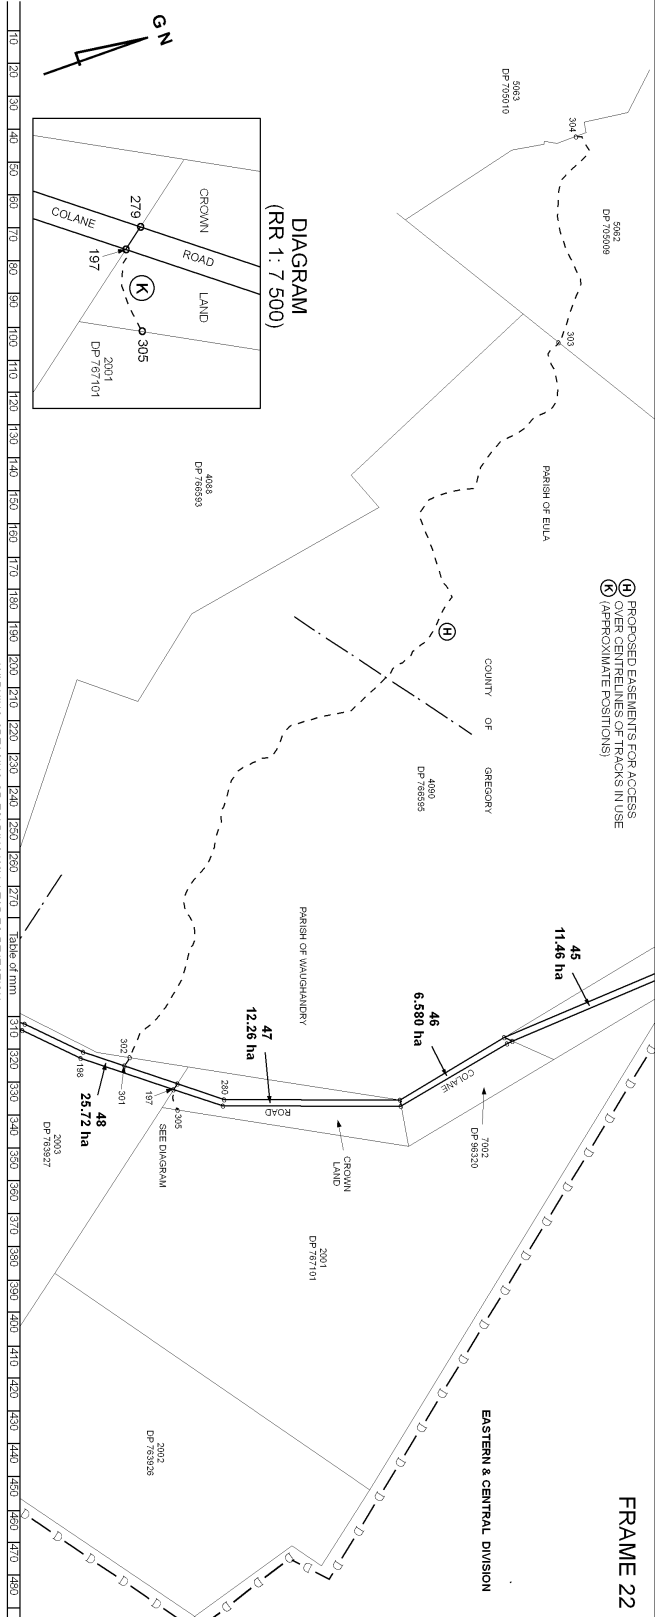 FRAME 22
EASTERN & CENTRAL DIVISION
H PROPOSED EASEMENTS FOR ACCESS
K OVER CENTRELINES OF TRACKS IN USE
(APPROXIMATE POSITIONS)
5063
DP 705010
304
5062
DP 705009
303
PARISH OF EULA
H
COUNTY OF GREGORY
4090
DP 766595
4088
DP 766593
PARISH OF WAUGHANDRY
45
11.46 ha
46
6.580 ha
47
12.26 ha
48
25.72 ha
COLANE
ROAD
7002
DP 96320
CROWN
LAND
280
302
301
198
197
305
SEE DIAGRAM
2003
DP 763927
2001
DP 767101
2002
DP 763926
G N
DIAGRAM
(RR 1: 7 500)
CROWN
LAND
COLANE
ROAD
279
197
K
305
2001
DP 767101
10 20 30 40 50 60 70 80 90 100 110 120 130 140 150 160 170 180 190 200 210 220 230 240 250 260 270 Table of mm 310 320 330 340 350 360 370 380 390 400 410 420 430 440 450 460 470 480